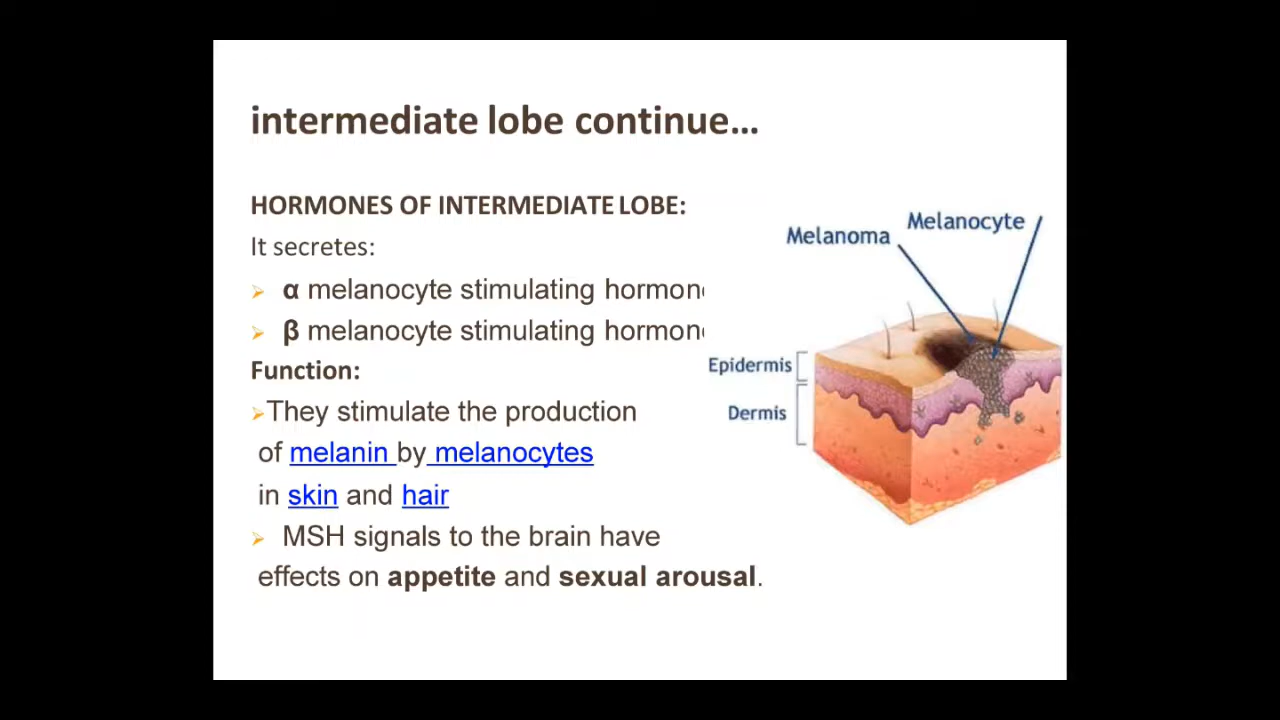 intermediate lobe continue…
HORMONES OF INTERMEDIATE LOBE:
It secretes:
➢ α melanocyte stimulating hormon
➢ β melanocyte stimulating hormon
Function:
➢They stimulate the production
of melanin by melanocytes
in skin and hair
➢ MSH signals to the brain have
effects on appetite and sexual arousal.
Melanoma
Melanocyte
Epidermis
Dermis